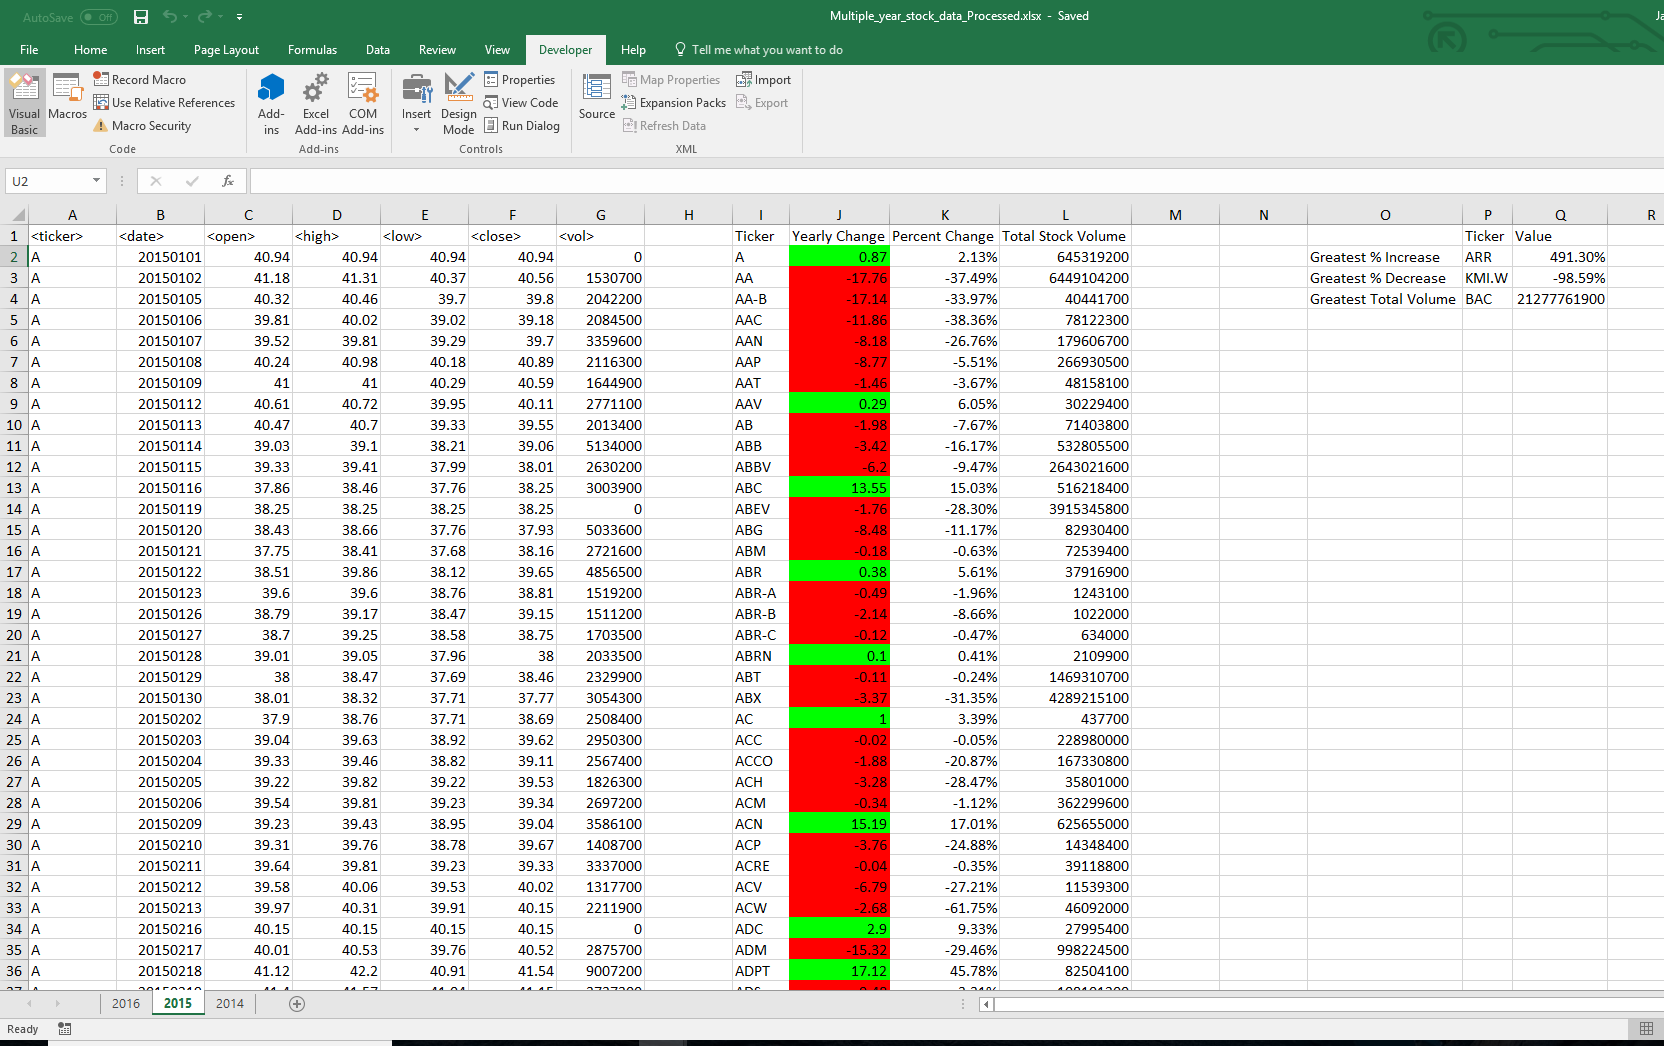 AutoSave Off
Multiple_year_stock_data_Processed.xlsx - Saved
Ja
File Home Insert Page Layout Formulas Data Review View Developer Help Tell me what you want to do
Visual Basic
Macros
Record Macro
Use Relative References
Macro Security
Code
Add-ins
Excel Add-ins
COM Add-ins
Add-ins
Insert
Design Mode
Properties
View Code
Run Dialog
Controls
Source
Map Properties
Expansion Packs
Refresh Data
Import
Export
XML
U2
fx
A B C D E F G H I J K L M N O P Q R
1 <ticker> <date> <open> <high> <low> <close> <vol> Ticker Yearly Change Percent Change Total Stock Volume Ticker Value
2 A 20150101 40.94 40.94 40.94 40.94 0 A 0.87 2.13% 645319200 Greatest % Increase ARR 491.30%
3 A 20150102 41.18 41.31 40.37 40.56 1530700 AA -17.76 -37.49% 6449104200 Greatest % Decrease KMI.W -98.59%
4 A 20150105 40.32 40.46 39.7 39.8 2042200 AA-B -17.14 -33.97% 40441700 Greatest Total Volume BAC 21277761900
5 A 20150106 39.81 40.02 39.02 39.18 2084500 AAC -11.86 -38.36% 78122300
6 A 20150107 39.52 39.81 39.29 39.7 3359600 AAN -8.18 -26.76% 179606700
7 A 20150108 40.24 40.98 40.18 40.89 2116300 AAP -8.77 -5.51% 266930500
8 A 20150109 41 41 40.29 40.59 1644900 AAT -1.46 -3.67% 48158100
9 A 20150112 40.61 40.72 39.95 40.11 2771100 AAV 0.29 6.05% 30229400
10 A 20150113 40.47 40.7 39.33 39.55 2013400 AB -1.98 -7.67% 71403800
11 A 20150114 39.03 39.1 38.21 39.06 5134000 ABB -3.42 -16.17% 532805500
12 A 20150115 39.33 39.41 37.99 38.01 2630200 ABBV -6.2 -9.47% 2643021600
13 A 20150116 37.86 38.46 37.76 38.25 3003900 ABC 13.55 15.03% 516218400
14 A 20150119 38.25 38.25 38.25 38.25 0 ABEV -1.76 -28.30% 3915345800
15 A 20150120 38.43 38.66 37.76 37.93 5033600 ABG -8.48 -11.17% 82930400
16 A 20150121 37.75 38.41 37.68 38.16 2721600 ABM -0.18 -0.63% 72539400
17 A 20150122 38.51 39.86 38.12 39.65 4856500 ABR 0.38 5.61% 37916900
18 A 20150123 39.6 39.6 38.76 38.81 1519200 ABR-A -0.49 -1.96% 1243100
19 A 20150126 38.79 39.17 38.47 39.15 1511200 ABR-B -2.14 -8.66% 1022000
20 A 20150127 38.7 39.25 38.58 38.75 1703500 ABR-C -0.12 -0.47% 634000
21 A 20150128 39.01 39.05 37.96 38 2033500 ABRN 0.1 0.41% 2109900
22 A 20150129 38 38.47 37.69 38.46 2329900 ABT -0.11 -0.24% 1469310700
23 A 20150130 38.01 38.32 37.71 37.77 3054300 ABX -3.37 -31.35% 4289215100
24 A 20150202 37.9 38.76 37.71 38.69 2508400 AC 1 3.39% 437700
25 A 20150203 39.04 39.63 38.92 39.62 2950300 ACC -0.02 -0.05% 228980000
26 A 20150204 39.33 39.46 38.82 39.11 2567400 ACCO -1.88 -20.87% 167330800
27 A 20150205 39.22 39.82 39.22 39.53 1826300 ACH -3.28 -28.47% 35801000
28 A 20150206 39.54 39.81 39.23 39.34 2697200 ACM -0.34 -1.12% 362299600
29 A 20150209 39.23 39.43 38.95 39.04 3586100 ACN 15.19 17.01% 625655000
30 A 20150210 39.31 39.76 38.78 39.67 1408700 ACP -3.76 -24.88% 14348400
31 A 20150211 39.64 39.81 39.23 39.33 3337000 ACRE -0.04 -0.35% 39118800
32 A 20150212 39.58 40.06 39.53 40.02 1317700 ACV -6.79 -27.21% 11539300
33 A 20150213 39.97 40.31 39.91 40.15 2211900 ACW -2.68 -61.75% 46092000
34 A 20150216 40.15 40.15 40.15 40.15 0 ADC 2.9 9.33% 27995400
35 A 20150217 40.01 40.53 39.76 40.52 2875700 ADM -15.32 -29.46% 998224500
36 A 20150218 41.12 42.2 40.91 41.54 9007200 ADPT 17.12 45.78% 82504100
2016 2015 2014
Ready